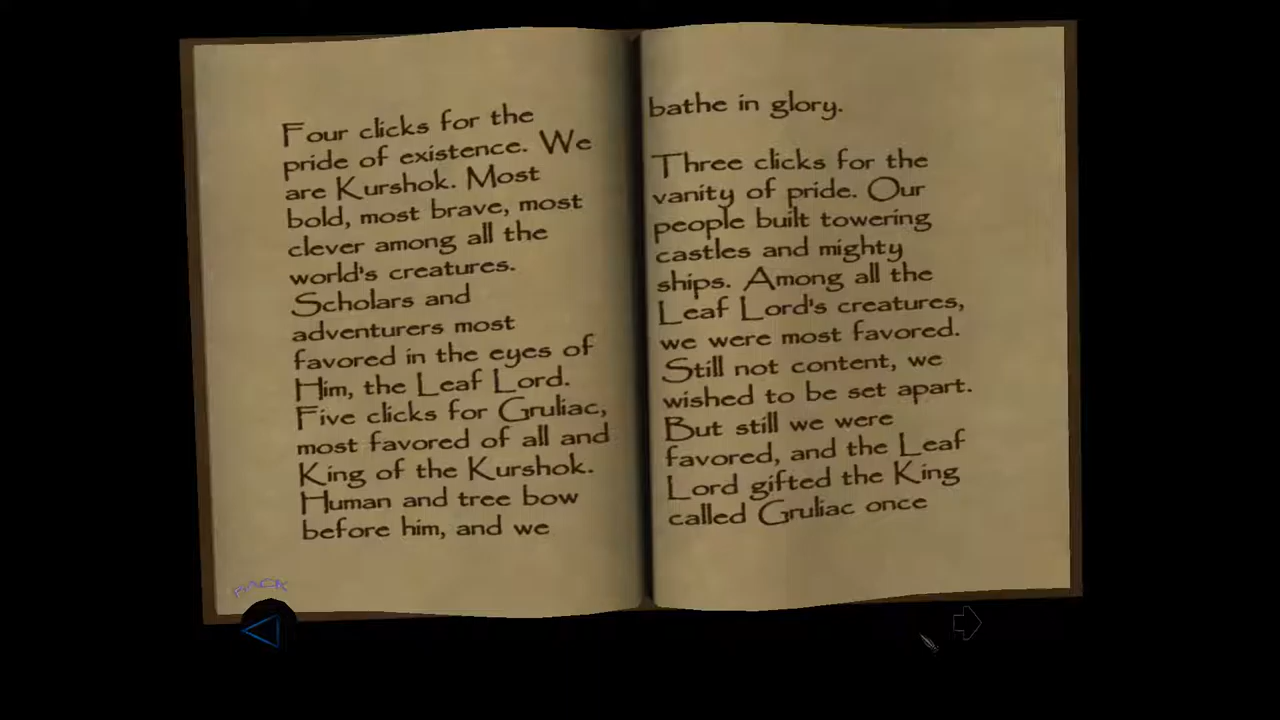 Four clicks for the
pride of existence. We
are Kurshok. Most
bold, most brave, most
clever among all the
world's creatures.
Scholars and
adventurers most
favored in the eyes of
Him, the Leaf Lord.
Five clicks for Gruliac,
most favored of all and
King of the Kurshok.
Human and tree bow
before him, and we
BACK
bathe in glory.
Three clicks for the
vanity of pride. Our
people built towering
castles and mighty
ships. Among all the
Leaf Lord's creatures,
we were most favored.
Still not content, we
wished to be set apart.
But still we were
favored, and the Leaf
Lord gifted the King
called Gruliac once